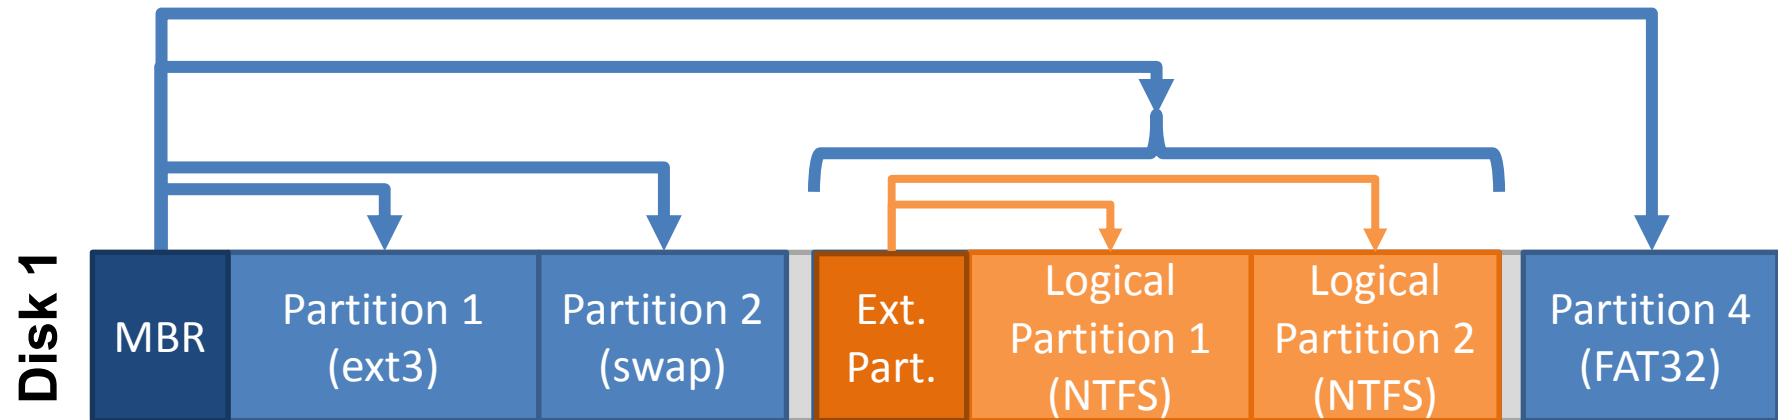 Disk 1
MBR
Partition 1
(ext3)
Partition 2
(swap)
Ext.
Part.
Logical
Partition 1
(NTFS)
Logical
Partition 2
(NTFS)
Partition 4
(FAT32)